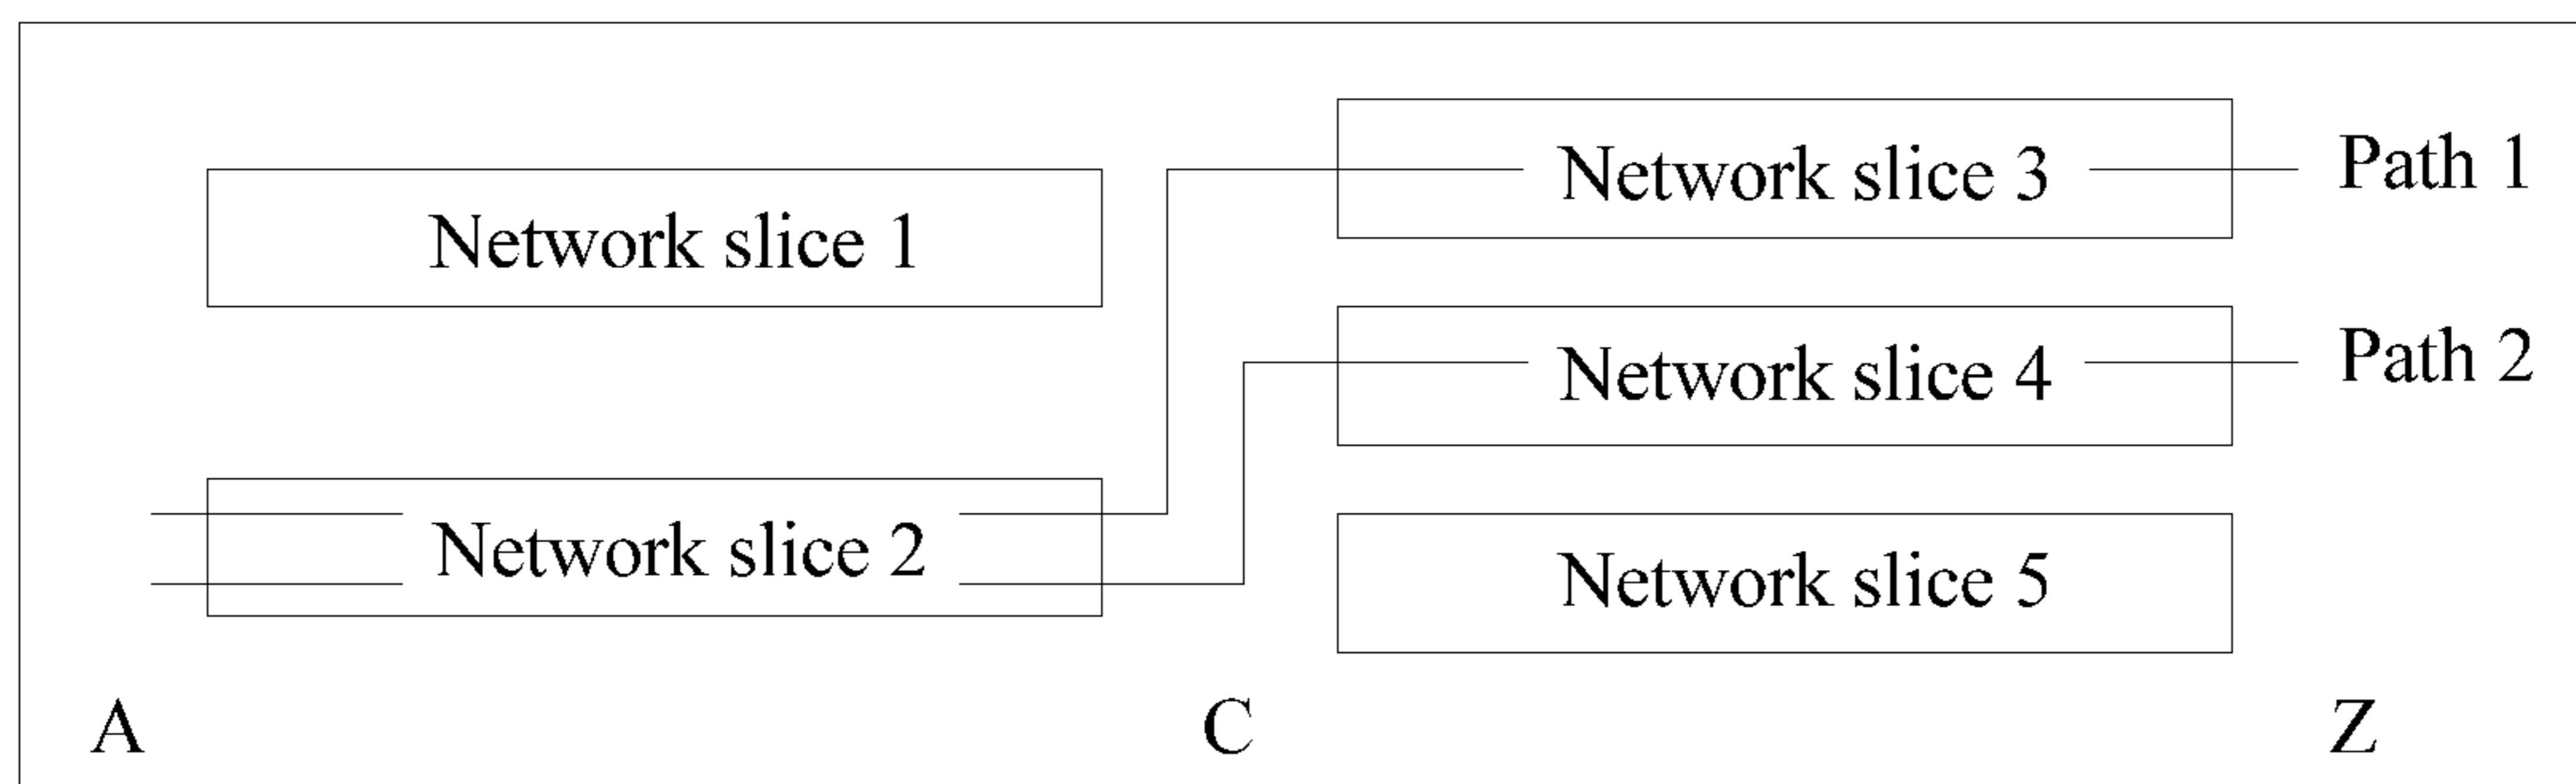 Network slice 3
Path 1
Network slice 1
Network slice 4
Path 2
Network slice 2
Network slice 5
A
C
Z